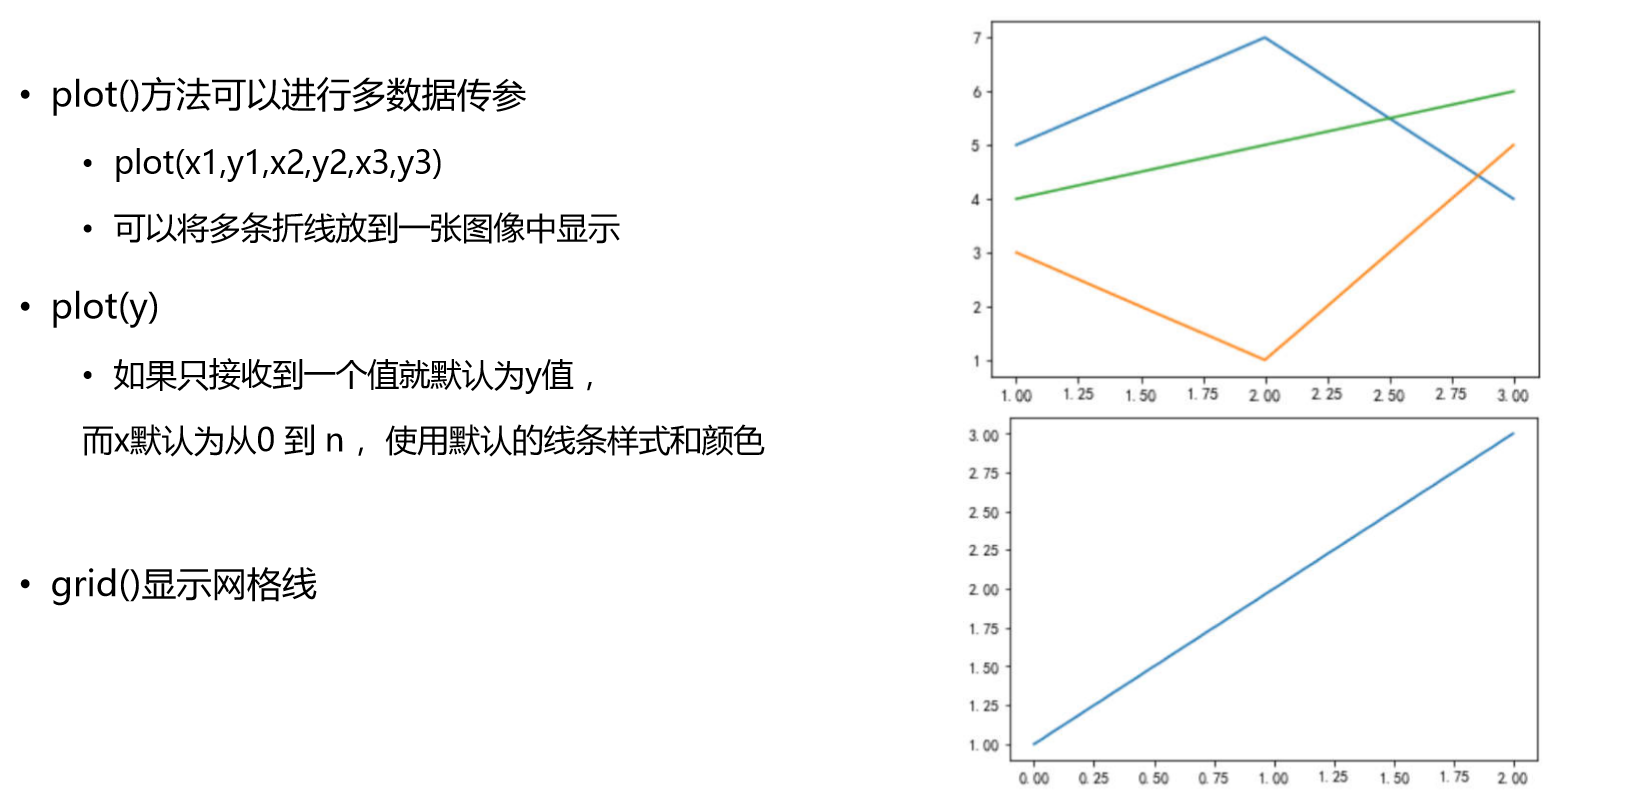 • plot()方法可以进行多数据传参
• plot(x1,y1,x2,y2,x3,y3)
• 可以将多条折线放到一张图像中显示
• plot(y)
• 如果只接收到一个值就默认为y值，
而x默认为从0 到 n ， 使用默认的线条样式和颜色
• grid()显示网格线
7
6
5
4
3
2
1
1.00 1.25 1.50 1.75 2.00 2.25 2.50 2.75 3.00
3.00
2.75
2.50
2.25
2.00
1.75
1.50
1.25
1.00
0.00 0.25 0.50 0.75 1.00 1.25 1.50 1.75 2.00